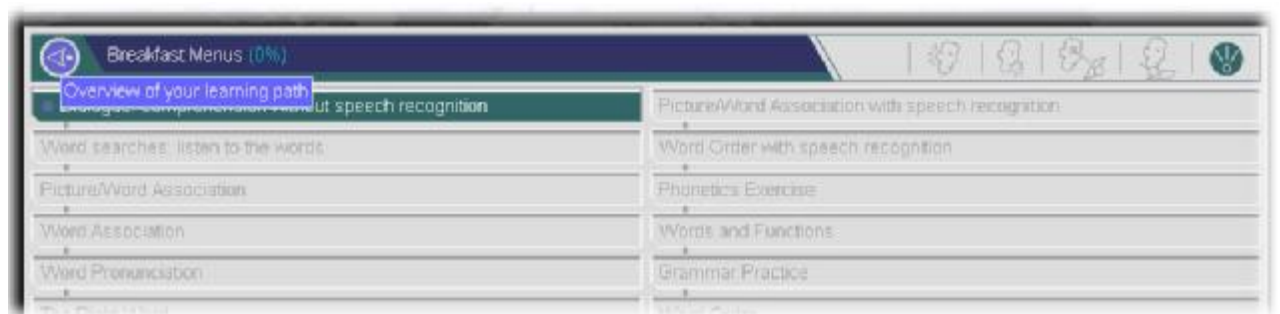 Breakfast Menus (0%)
Overview of your learning path
ut speech recognition
Word searches: listen to the words
Picture/Word Association
Word Association
Word Pronunciation
Picture/Word Association with speech recognition
Word Order with speech recognition
Phonetics Exercise
Words and Functions
Grammar Practice